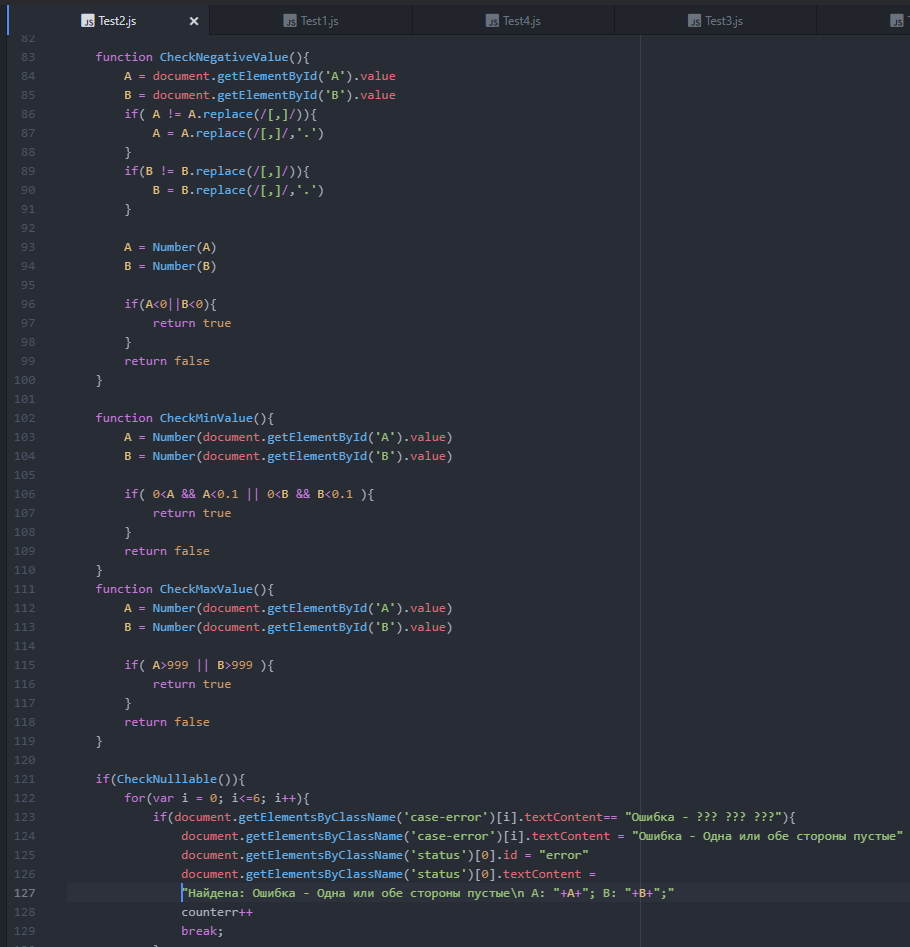 Test2.js × Test1.js Test4.js Test3.js
82
83 function CheckNegativeValue(){
84 A = document.getElementById('A').value
85 B = document.getElementById('B').value
86 if( A != A.replace(/[,]/)){
87 A = A.replace(/[,]/,'.')
88 }
89 if(B != B.replace(/[,]/)){
90 B = B.replace(/[,]/,'.')
91 }
92
93 A = Number(A)
94 B = Number(B)
95
96 if(A<0||B<0){
97 return true
98 }
99 return false
100 }
101
102 function CheckMinValue(){
103 A = Number(document.getElementById('A').value)
104 B = Number(document.getElementById('B').value)
105
106 if( 0<A && A<0.1 || 0<B && B<0.1 ){
107 return true
108 }
109 return false
110 }
111 function CheckMaxValue(){
112 A = Number(document.getElementById('A').value)
113 B = Number(document.getElementById('B').value)
114
115 if( A>999 || B>999 ){
116 return true
117 }
118 return false
119 }
120
121 if(CheckNulllable()){
122 for(var i = 0; i<=6; i++){
123 if(document.getElementsByClassName('case-error')[i].textContent== "Ошибка - ??? ??? ???"){
124 document.getElementsByClassName('case-error')[i].textContent = "Ошибка - Одна или обе стороны пустые"
125 document.getElementsByClassName('status')[0].id = "error"
126 document.getElementsByClassName('status')[0].textContent =
127 "Найдена: Ошибка - Одна или обе стороны пустые\n A: "+A+"; B: "+B+";"
128 counterr++
129 break;